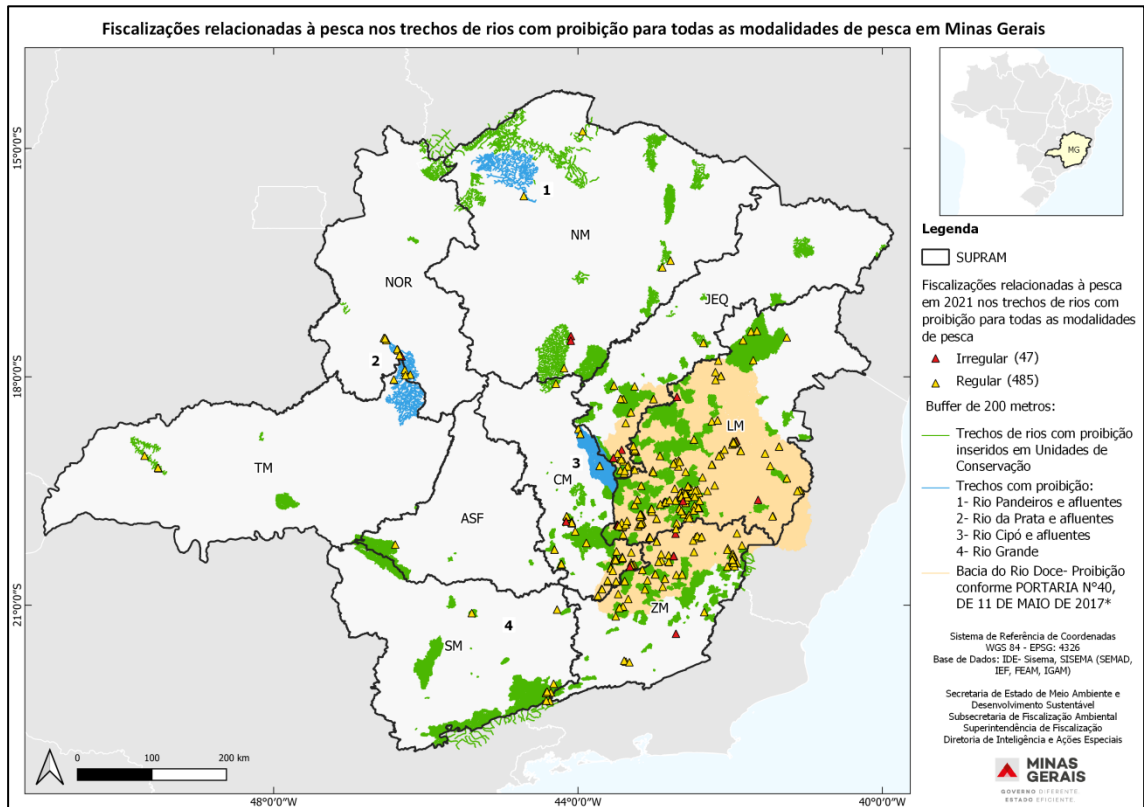 Fiscalizações relacionadas à pesca nos trechos de rios com proibição para todas as modalidades de pesca em Minas Gerais
15°0'0"S
18°0'0"S
21°0'0"S
1
NM
NOR
JEQ
2
LM
TM
3
CM
ASF
4
ZM
SM
0 100 200 km
48°0'0"W
44°0'0"W
40°0'0"W
MG
Legenda
SUPRAM
Fiscalizações relacionadas à pesca
em 2021 nos trechos de rios com
proibição para todas as modalidades
de pesca
Irregular (47)
Regular (485)
Buffer de 200 metros:
Trechos de rios com proibição
inseridos em Unidades de
Conservação
Trechos com proibição:
1- Rio Pandeiros e afluentes
2- Rio da Prata e afluentes
3- Rio Cipó e afluentes
4- Rio Grande
Bacia do Rio Doce- Proibição
conforme PORTARIA N°40,
DE 11 DE MAIO DE 2017*
Sistema de Referência de Coordenadas
WGS 84 - EPSG: 4326
Base de Dados: IDE- Sisema, SISEMA (SEMAD,
IEF, FEAM, IGAM)
Secretaria de Estado de Meio Ambiente e
Desenvolvimento Sustentável
Subsecretaria de Fiscalização Ambiental
Superintendência de Fiscalização
Diretoria de Inteligência e Ações Especiais
MINAS
GERAIS
GOVERNO DIFERENTE.
ESTADO EFICIENTE.